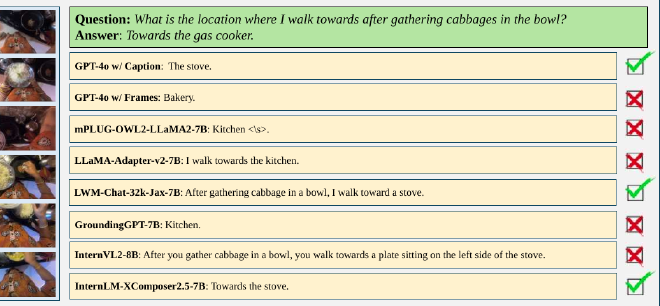 Question: What is the location where I walk towards after gathering cabbages in the bowl?
Answer: Towards the gas cooker.
GPT-4o w/ Caption: The stove.
GPT-4o w/ Frames: Bakery.
mPLUG-OWL2-LLaMA2-7B: Kitchen <\s>.
LLaMA-Adapter-v2-7B: I walk towards the kitchen.
LWM-Chat-32k-Jax-7B: After gathering cabbage in a bowl, I walk toward a stove.
GroundingGPT-7B: Kitchen.
InternVL2-8B: After you gather cabbage in a bowl, you walk towards a plate sitting on the left side of the stove.
InternLM-XComposer2.5-7B: Towards the stove.